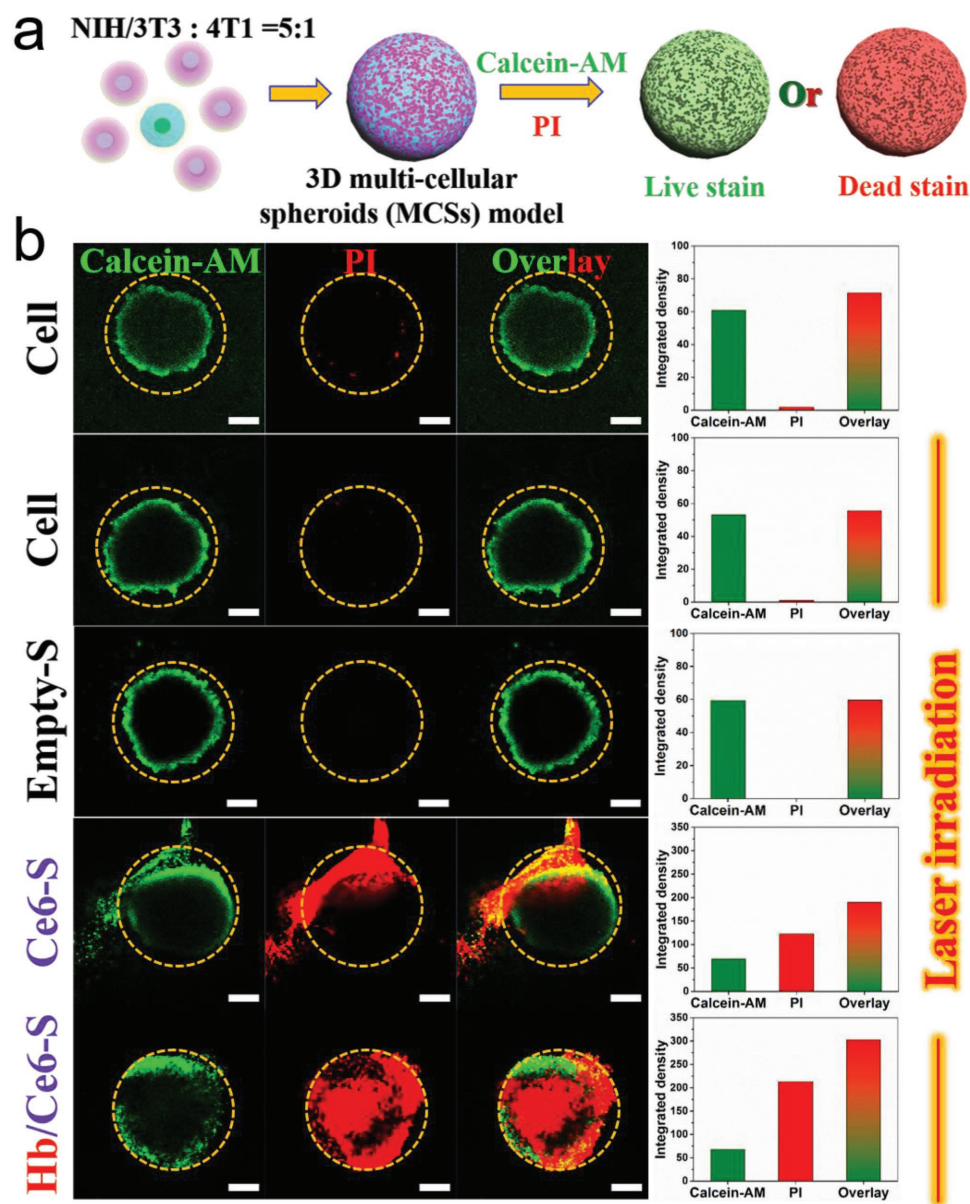 a
NIH/3T3 : 4T1 =5:1
Calcein-AM
PI
Or
3D multi-cellular
spheroids (MCSs) model
Live stain
Dead stain
b
Calcein-AM
PI
Overlay
Cell
Integrated density
100
80
60
40
20
0
Calcein-AM
PI
Overlay
Cell
Integrated density
100
80
60
40
20
0
Calcein-AM
PI
Overlay
Empty-S
Integrated density
100
80
60
40
20
0
Calcein-AM
PI
Overlay
Ce6-S
Integrated density
350
300
250
200
150
100
50
0
Calcein-AM
PI
Overlay
Hb/Ce6-S
Integrated density
350
300
250
200
150
100
50
0
Calcein-AM
PI
Overlay
Laser irradiation